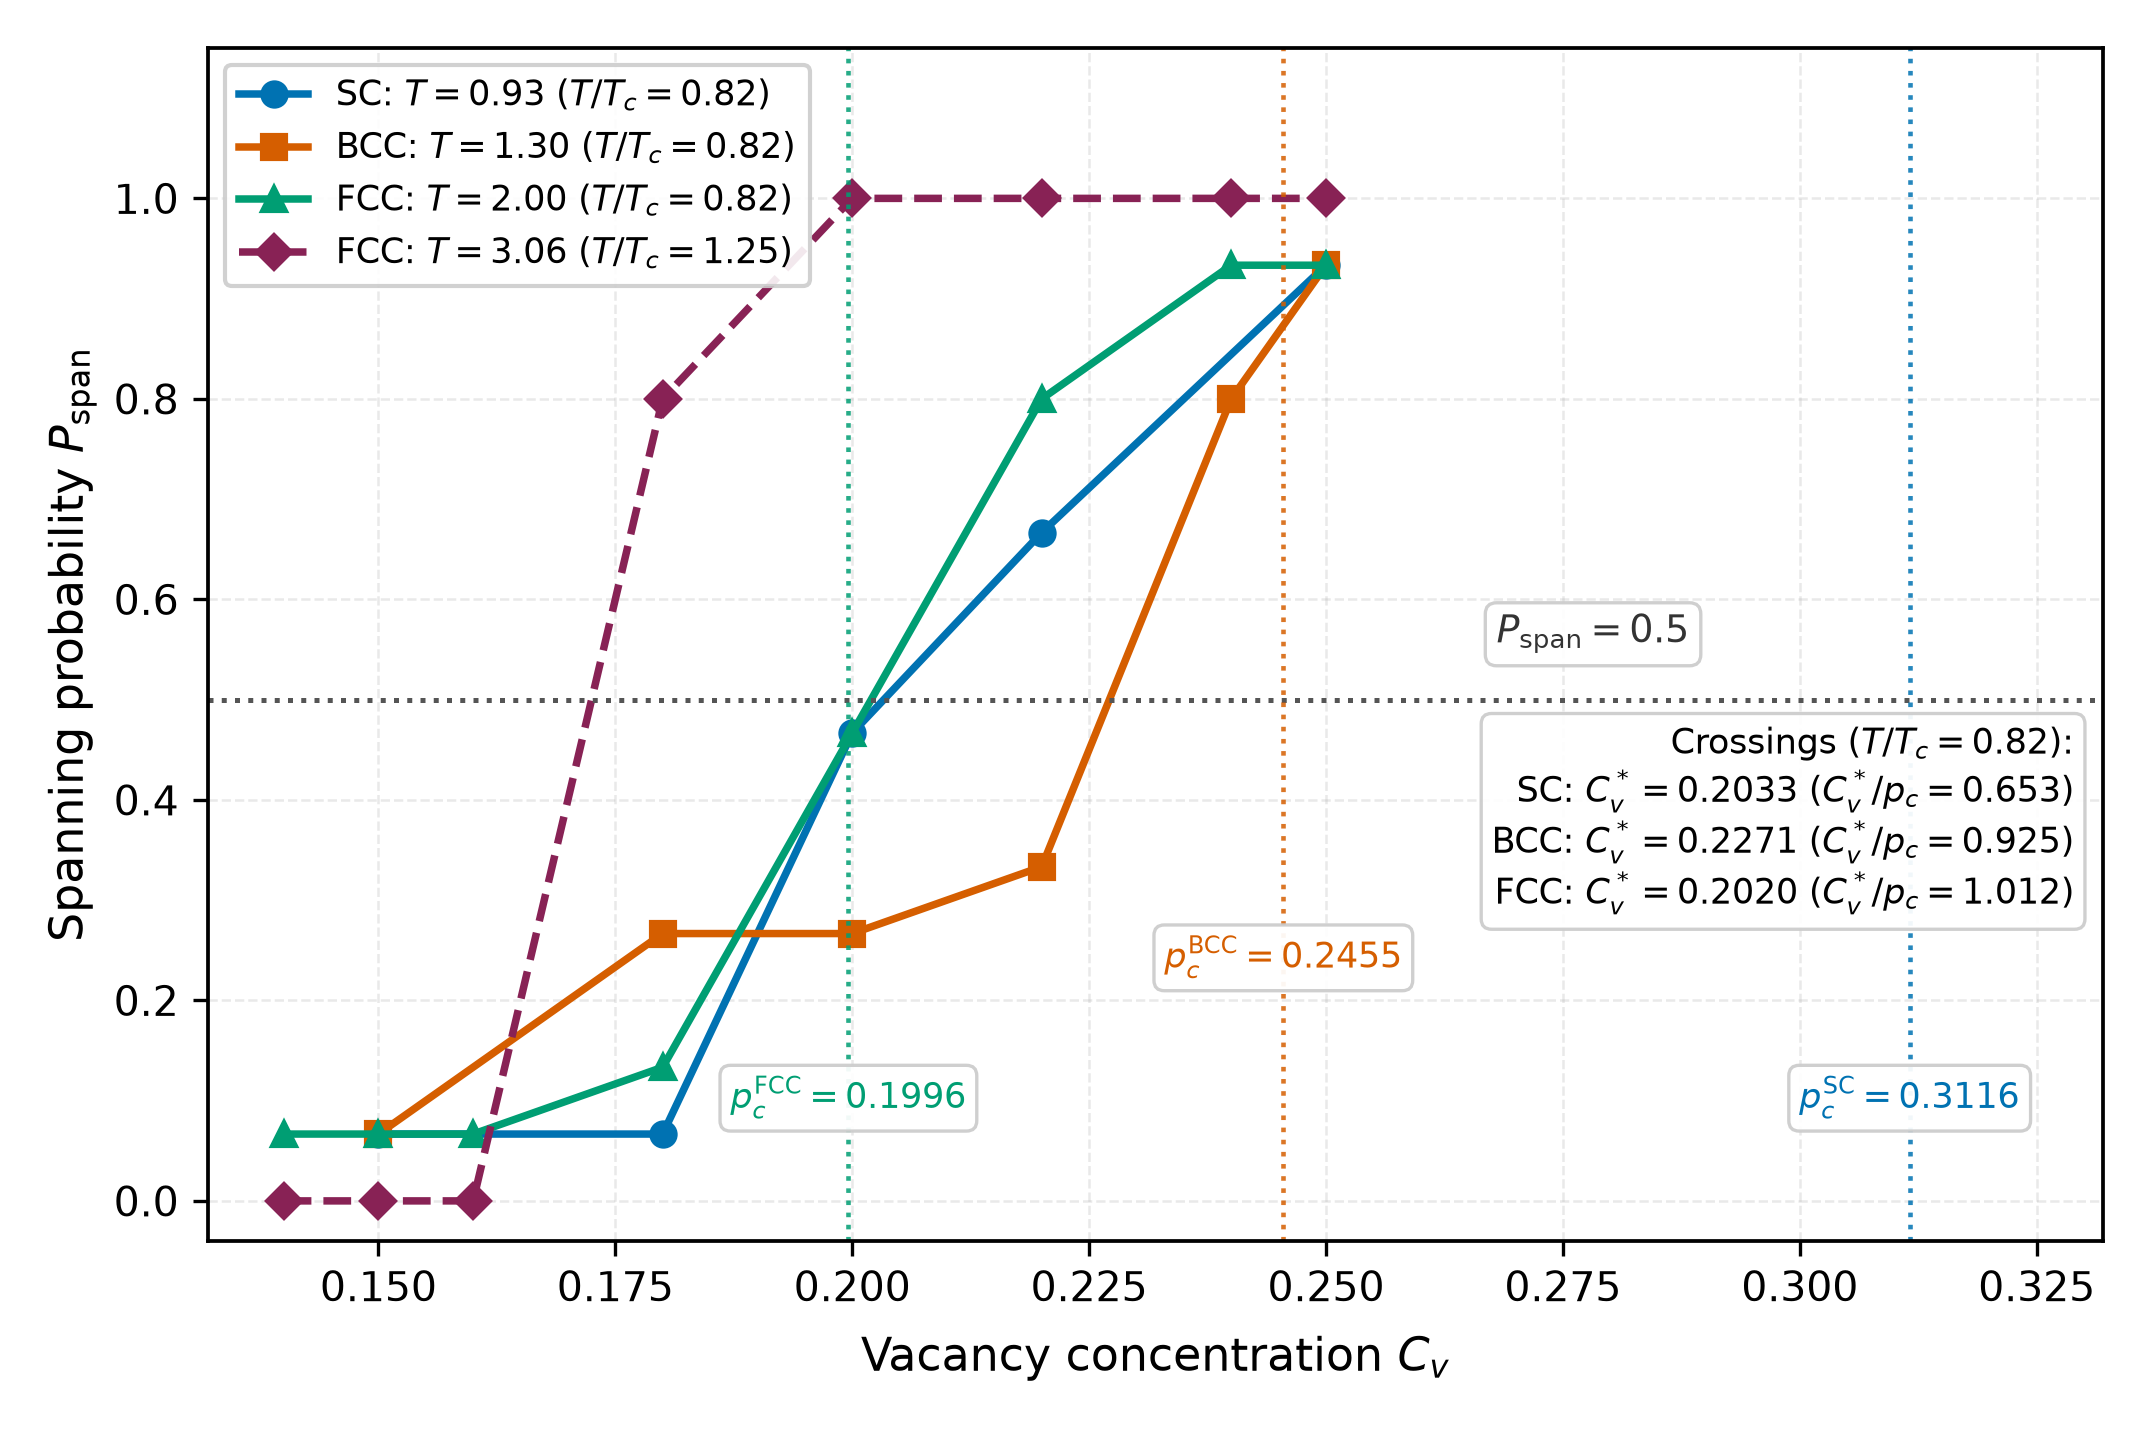 SC: T = 0.93 (T/T_c = 0.82)
BCC: T = 1.30 (T/T_c = 0.82)
FCC: T = 2.00 (T/T_c = 0.82)
FCC: T = 3.06 (T/T_c = 1.25)
1.0
0.8
0.6
0.4
0.2
0.0
Spanning probability P_span
P_span = 0.5
Crossings (T/T_c = 0.82):
SC: C_v^* = 0.2033 (C_v^*/p_c = 0.653)
BCC: C_v^* = 0.2271 (C_v^*/p_c = 0.925)
FCC: C_v^* = 0.2020 (C_v^*/p_c = 1.012)
p_c^BCC = 0.2455
p_c^FCC = 0.1996
p_c^SC = 0.3116
0.150 0.175 0.200 0.225 0.250 0.275 0.300 0.325
Vacancy concentration C_v